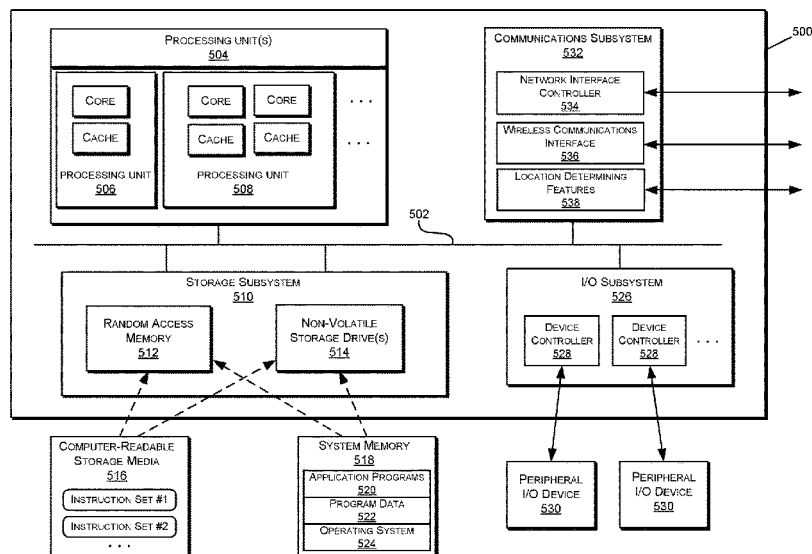 PROCESSING UNIT(S)
504
CORE
CACHE
PROCESSING UNIT
506
CORE CORE
CACHE CACHE
PROCESSING UNIT
508
. . .
. . .
COMMUNICATIONS SUBSYSTEM
532
NETWORK INTERFACE
CONTROLLER
534
WIRELESS COMMUNICATIONS
INTERFACE
536
LOCATION DETERMINING
FEATURES
538
500
502
STORAGE SUBSYSTEM
510
RANDOM ACCESS
MEMORY
512
NON-VOLATILE
STORAGE DRIVE(S)
514
I/O SUBSYSTEM
526
DEVICE
CONTROLLER
528
DEVICE
CONTROLLER
528
. . .
COMPUTER-READABLE
STORAGE MEDIA
516
INSTRUCTION SET #1
INSTRUCTION SET #2
. . .
SYSTEM MEMORY
518
APPLICATION PROGRAMS
520
PROGRAM DATA
522
OPERATING SYSTEM
524
PERIPHERAL
I/O DEVICE
530
PERIPHERAL
I/O DEVICE
530